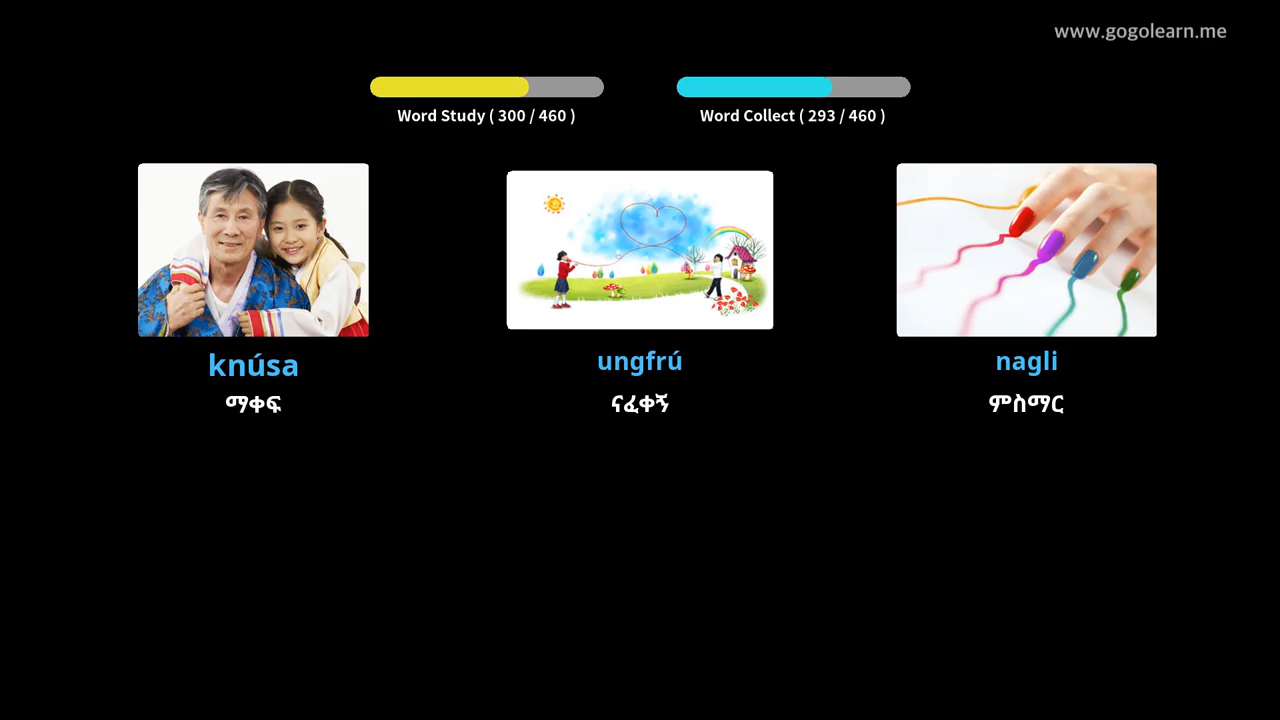 www.gogolearn.me
Word Study ( 300 / 460 )
Word Collect ( 293 / 460 )
knúsa
ungfrú
nagli
ማቀፍ
ናፈቀኝ
ምስማር